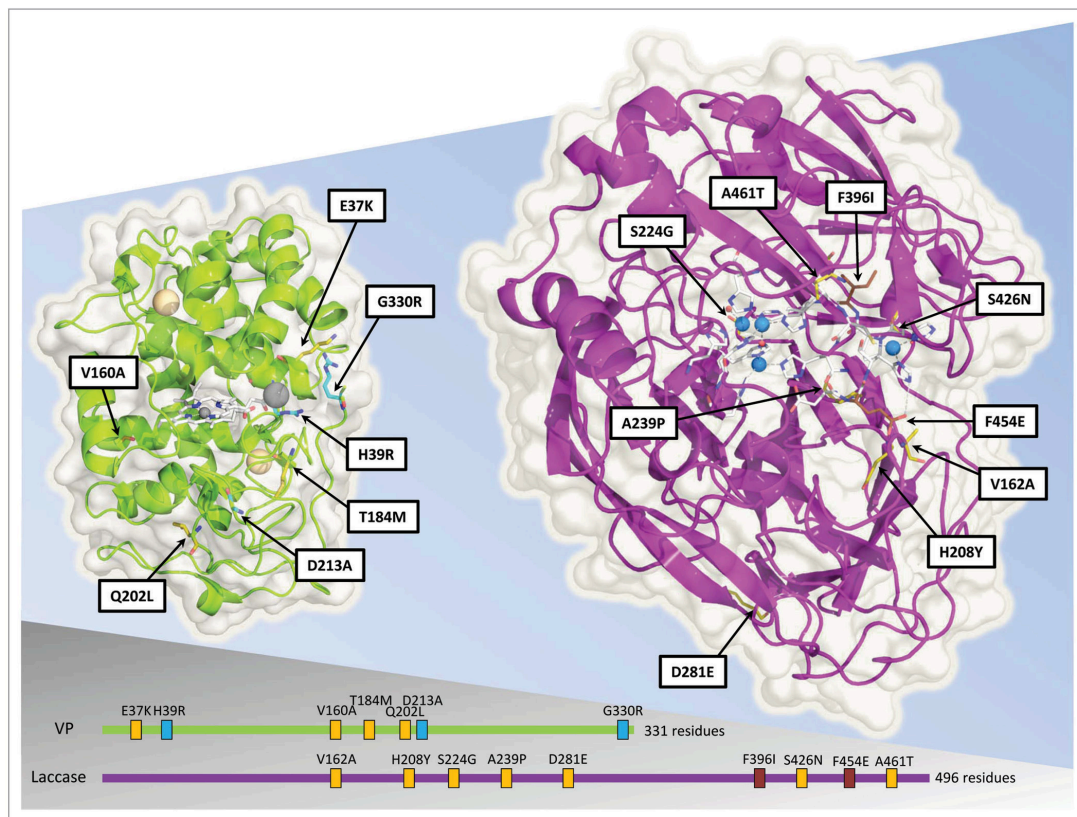 E37K
G330R
V160A
H39R
T184M
D213A
Q202L
A461T
F396I
S224G
S426N
A239P
F454E
V162A
H208Y
D281E
VP
E37K
H39R
V160A
T184M
Q202L
D213A
G330R
331 residues
Laccase
V162A
H208Y
S224G
A239P
D281E
F396I
S426N
F454E
A461T
496 residues